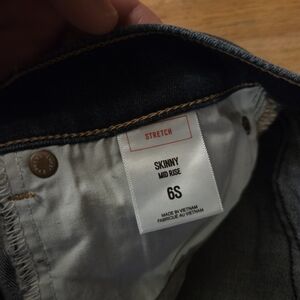 STRETCH
SKINNY
MID RISE
6S
MADE IN VIETNAM
FABRIQUÉ AU VIETNAM